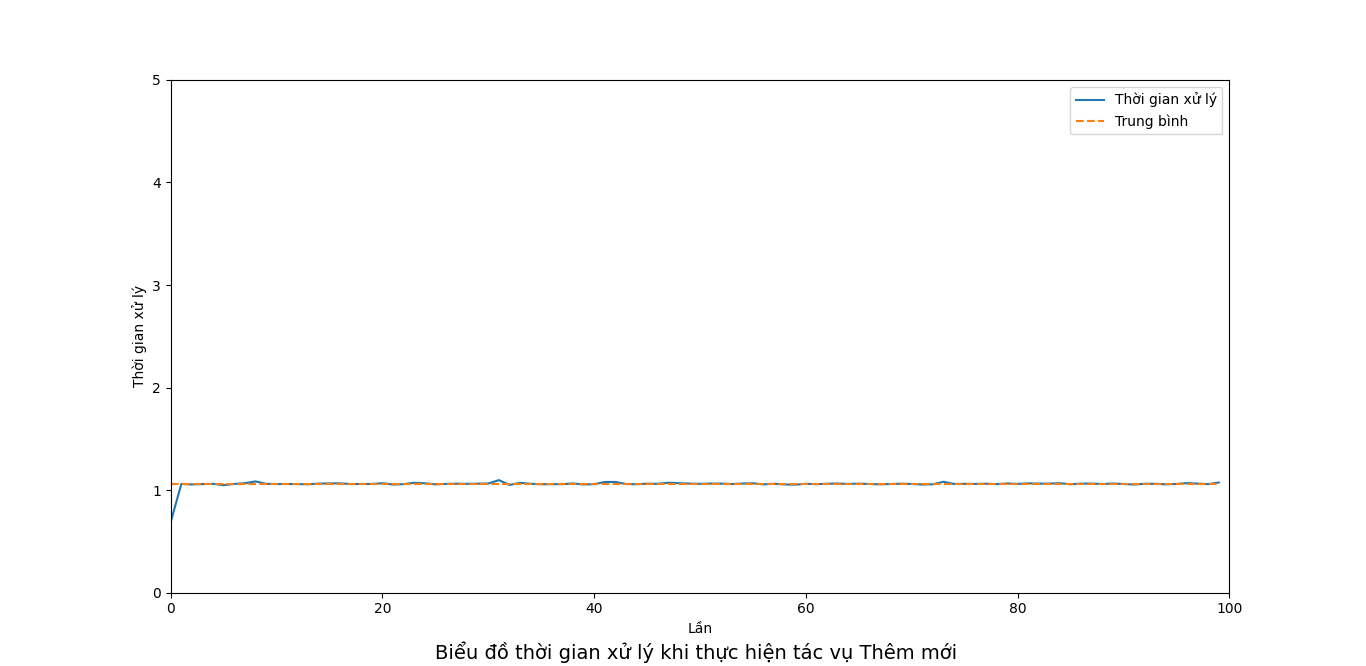 5
Thời gian xử lý
Trung bình
4
3
Thời gian xử lý
2
1
0
0 20 40 60 80 100
Lần
Biểu đồ thời gian xử lý khi thực hiện tác vụ Thêm mới